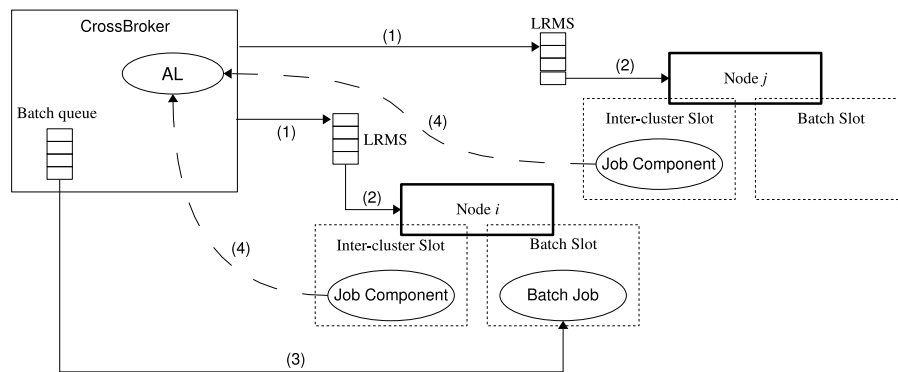 CrossBroker
AL
Batch queue
(1)
LRMS
(2)
Node j
Inter-cluster Slot
Batch Slot
Job Component
(4)
(1)
LRMS
(2)
Node i
Inter-cluster Slot
Batch Slot
Job Component
Batch Job
(4)
(3)